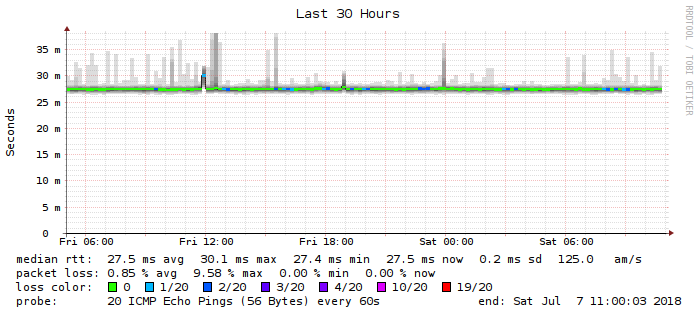 Last 30 Hours
RRDTOOL / TOBI OETIKER
Seconds
35 m
30 m
25 m
20 m
15 m
10 m
5 m
0
Fri 06:00 Fri 12:00 Fri 18:00 Sat 00:00 Sat 06:00
median rtt: 27.5 ms avg 30.1 ms max 27.4 ms min 27.5 ms now 0.2 ms sd 125.0 am/s
packet loss: 0.85 % avg 9.58 % max 0.00 % min 0.00 % now
loss color: 0 1/20 2/20 3/20 4/20 10/20 19/20
probe: 20 ICMP Echo Pings (56 Bytes) every 60s end: Sat Jul 7 11:00:03 2018